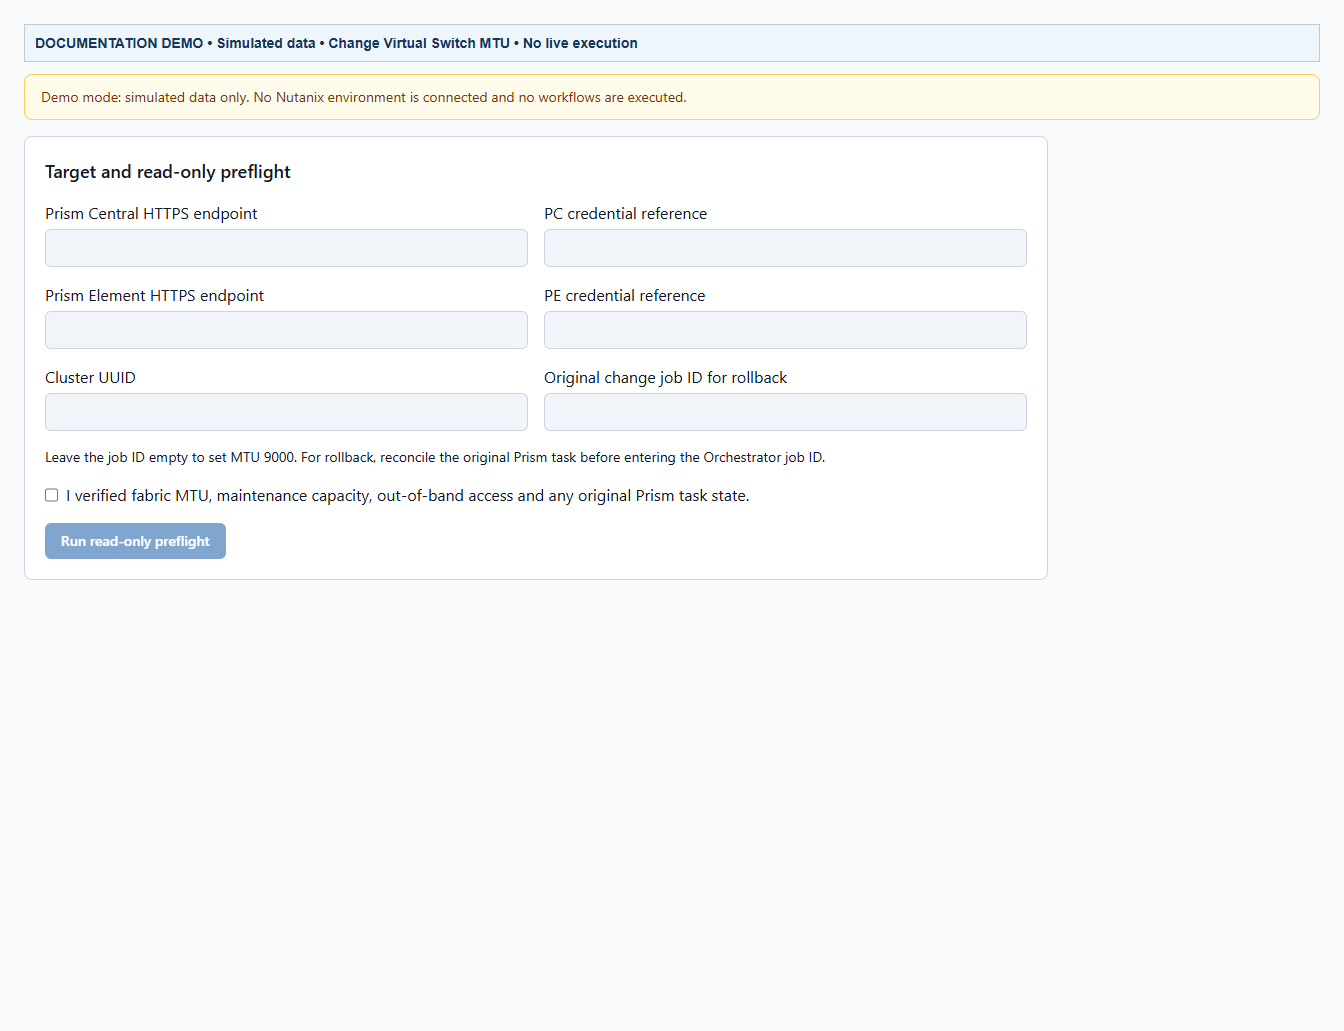 DOCUMENTATION DEMO • Simulated data • Change Virtual Switch MTU • No live execution
Demo mode: simulated data only. No Nutanix environment is connected and no workflows are executed.
Target and read-only preflight
Prism Central HTTPS endpoint
PC credential reference
Prism Element HTTPS endpoint
PE credential reference
Cluster UUID
Original change job ID for rollback
Leave the job ID empty to set MTU 9000. For rollback, reconcile the original Prism task before entering the Orchestrator job ID.
I verified fabric MTU, maintenance capacity, out-of-band access and any original Prism task state.
Run read-only preflight